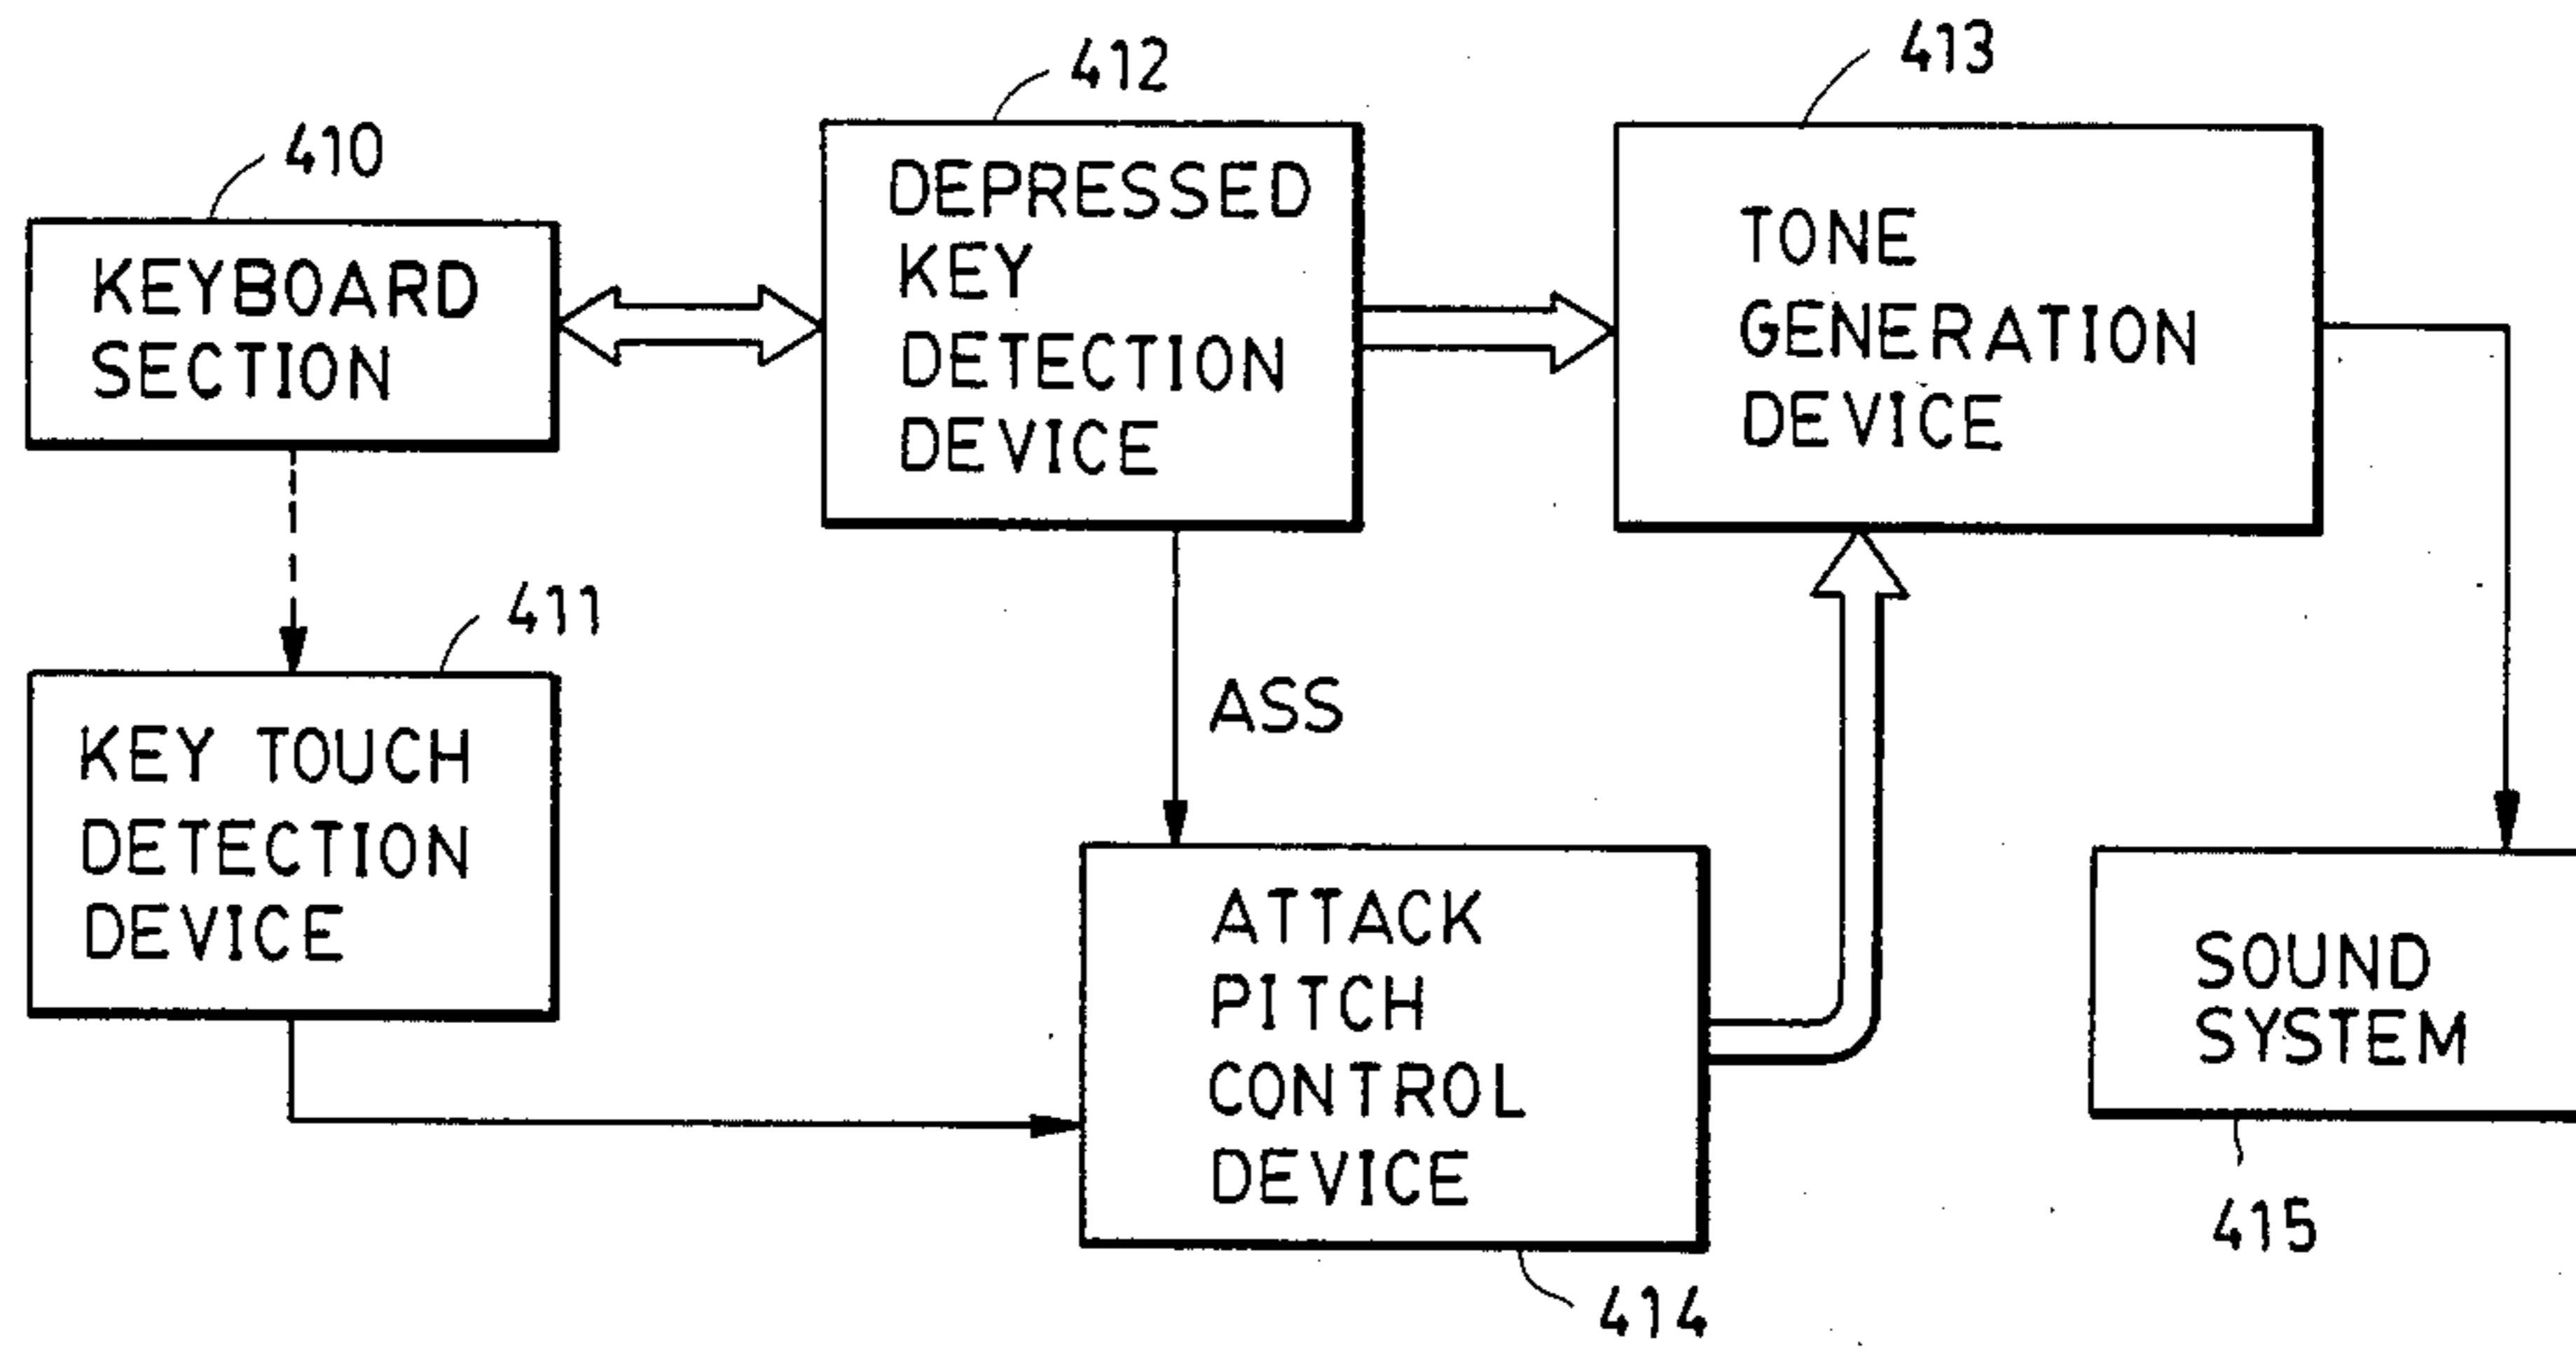 410
KEYBOARD
SECTION
412
DEPRESSED
KEY
DETECTION
DEVICE
413
TONE
GENERATION
DEVICE
411
KEY TOUCH
DETECTION
DEVICE
ASS
ATTACK
PITCH
CONTROL
DEVICE
414
SOUND
SYSTEM
415